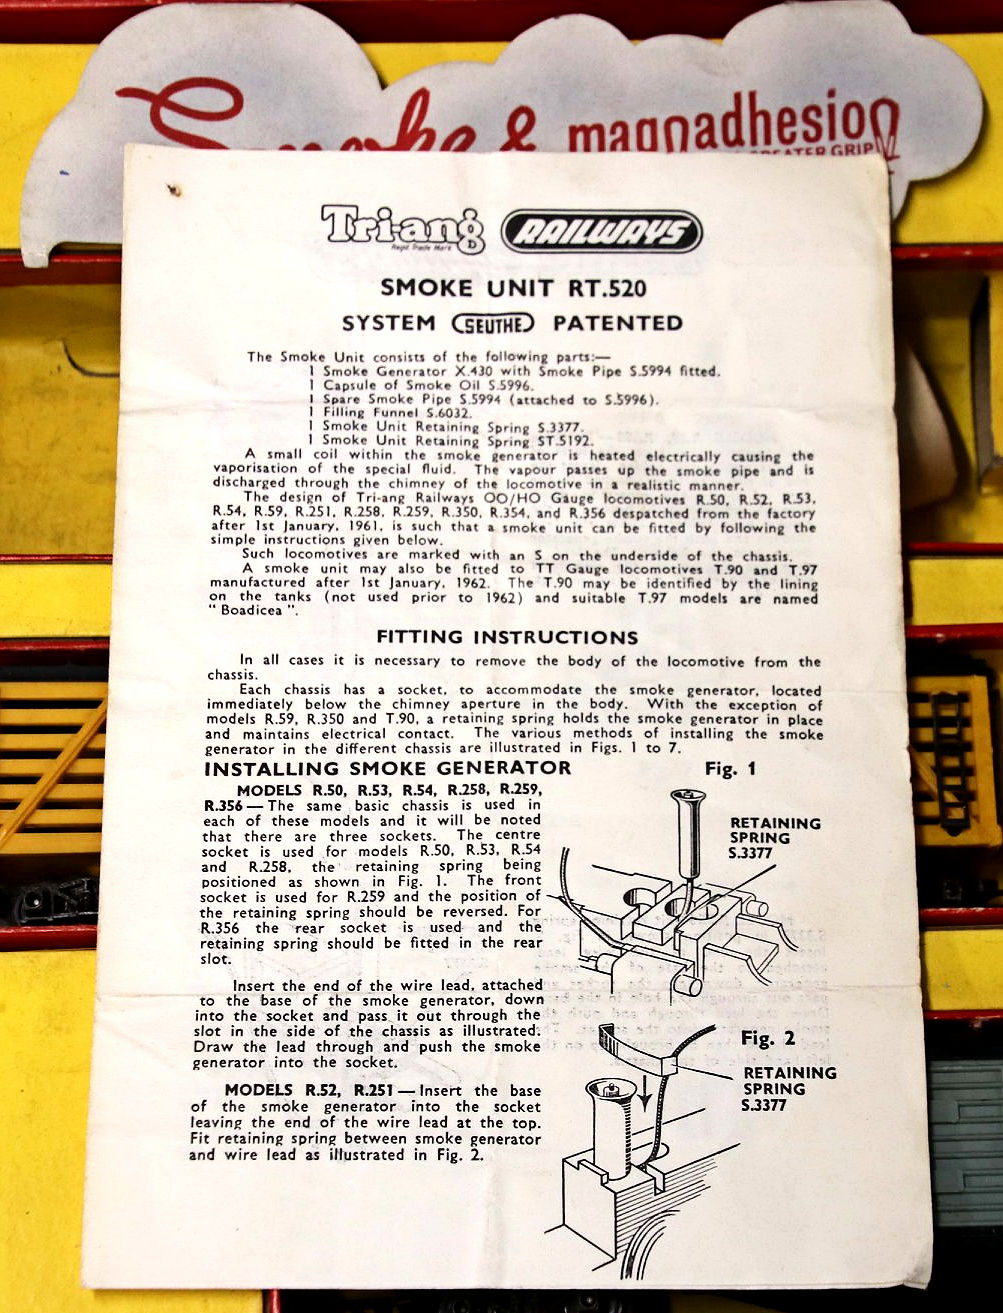 Smoke & magnadhesion
GREATER GRIP
Tri-ang RAILWAYS
Regd. Trade Mark
SMOKE UNIT RT.520
SYSTEM SEUTHE PATENTED
The Smoke Unit consists of the following parts:—
1 Smoke Generator X.430 with Smoke Pipe S.5994 fitted.
1 Capsule of Smoke Oil S.5996.
1 Spare Smoke Pipe S.5994 (attached to S.5996).
1 Filling Funnel S.6032.
1 Smoke Unit Retaining Spring S.3377.
1 Smoke Unit Retaining Spring ST.5192.
A small coil within the smoke generator is heated electrically causing the
vaporisation of the special fluid. The vapour passes up the smoke pipe and is
discharged through the chimney of the locomotive in a realistic manner.
The design of Tri-ang Railways OO/HO Gauge locomotives R.50, R.52, R.53,
R.54, R.59, R.251, R.258, R.259, R.350, R.354, and R.356 despatched from the factory
after 1st January, 1961, is such that a smoke unit can be fitted by following the
simple instructions given below.
Such locomotives are marked with an S on the underside of the chassis.
A smoke unit may also be fitted to TT Gauge locomotives T.90 and T.97
manufactured after 1st January, 1962. The T.90 may be identified by the lining
on the tanks (not used prior to 1962) and suitable T.97 models are named
" Boadicea ".
FITTING INSTRUCTIONS
In all cases it is necessary to remove the body of the locomotive from the
chassis.
Each chassis has a socket, to accommodate the smoke generator, located
immediately below the chimney aperture in the body. With the exception of
models R.59, R.350 and T.90, a retaining spring holds the smoke generator in place
and maintains electrical contact. The various methods of installing the smoke
generator in the different chassis are illustrated in Figs. 1 to 7.
INSTALLING SMOKE GENERATOR
MODELS R.50, R.53, R.54, R.258, R.259,
R.356 — The same basic chassis is used in
each of these models and it will be noted
that there are three sockets. The centre
socket is used for models R.50, R.53, R.54
and R.258, the retaining spring being
positioned as shown in Fig. 1. The front
socket is used for R.259 and the position of
the retaining spring should be reversed. For
R.356 the rear socket is used and the
retaining spring should be fitted in the rear
slot.
Insert the end of the wire lead, attached
to the base of the smoke generator, down
into the socket and pass it out through the
slot in the side of the chassis as illustrated.
Draw the lead through and push the smoke
generator into the socket.
MODELS R.52, R.251 — Insert the base
of the smoke generator into the socket
leaving the end of the wire lead at the top.
Fit retaining spring between smoke generator
and wire lead as illustrated in Fig. 2.
Fig. 1
RETAINING
SPRING
S.3377
Fig. 2
RETAINING
SPRING
S.3377